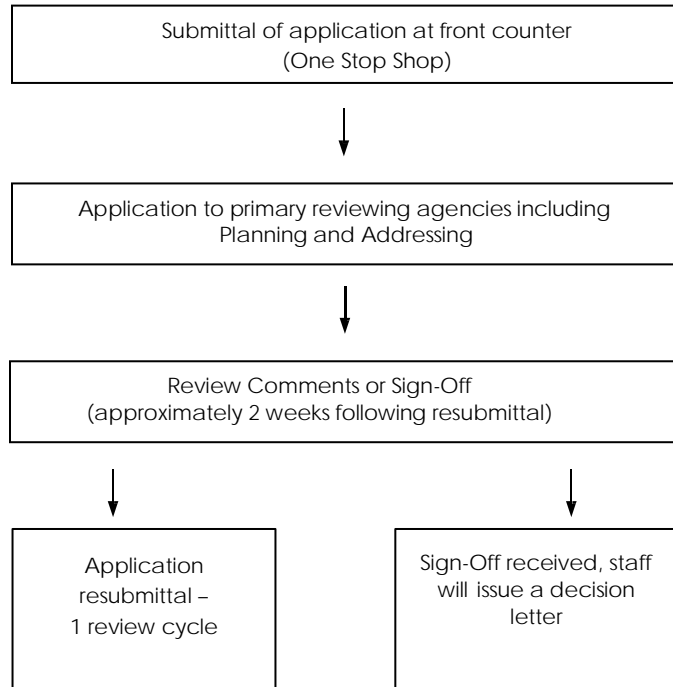 Submittal of application at front counter
(One Stop Shop)
Application to primary reviewing agencies including
Planning and Addressing
Review Comments or Sign-Off
(approximately 2 weeks following resubmittal)
Application
resubmittal –
1 review cycle
Sign-Off received, staff
will issue a decision
letter